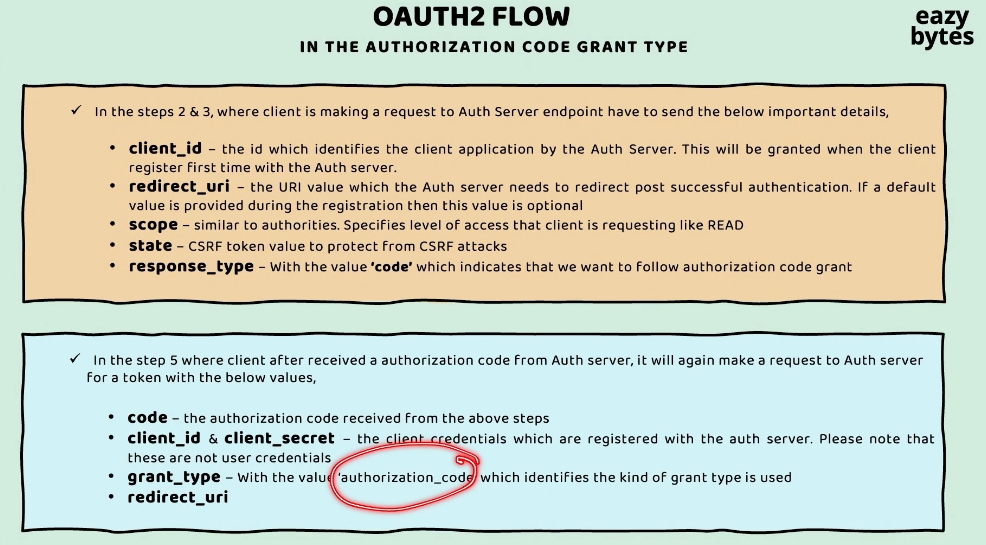 OAUTH2 FLOW
eazy
bytes
IN THE AUTHORIZATION CODE GRANT TYPE
✓ In the steps 2 & 3, where client is making a request to Auth Server endpoint have to send the below important details,
• client_id – the id which identifies the client application by the Auth Server. This will be granted when the client
register first time with the Auth server.
• redirect_uri – the URI value which the Auth server needs to redirect post successful authentication. If a default
value is provided during the registration then this value is optional
• scope – similar to authorities. Specifies level of access that client is requesting like READ
• state – CSRF token value to protect from CSRF attacks
• response_type – With the value ‘code’ which indicates that we want to follow authorization code grant
✓ In the step 5 where client after received a authorization code from Auth server, it will again make a request to Auth server
for a token with the below values,
• code – the authorization code received from the above steps
• client_id & client_secret – the client credentials which are registered with the auth server. Please note that
these are not user credentials
• grant_type – With the value ‘authorization_code’ which identifies the kind of grant type is used
• redirect_uri